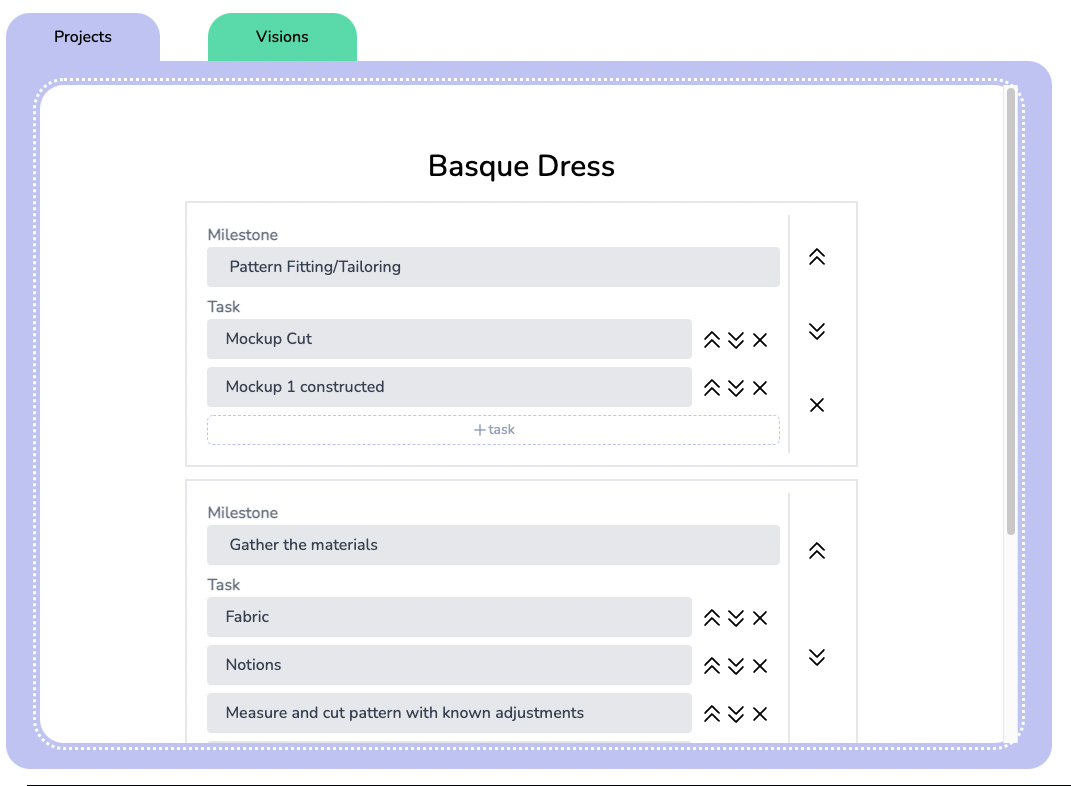 Projects
Visions
Basque Dress
Milestone
Pattern Fitting/Tailoring
Task
Mockup Cut
Mockup 1 constructed
+task
Milestone
Gather the materials
Task
Fabric
Notions
Measure and cut pattern with known adjustments